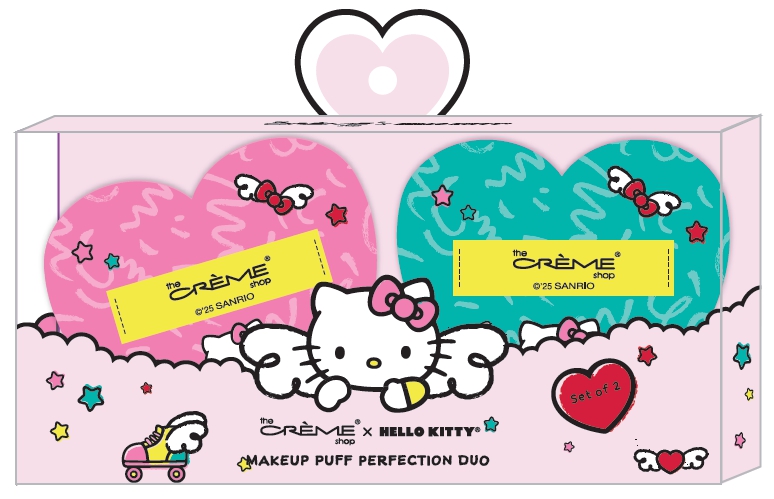 the
CRÈME®
shop
©'25 SANRIO
the
CRÈME®
shop
©'25 SANRIO
Set of 2
the
CRÈME®
shop
x HELLO KITTY®
MAKEUP PUFF PERFECTION DUO